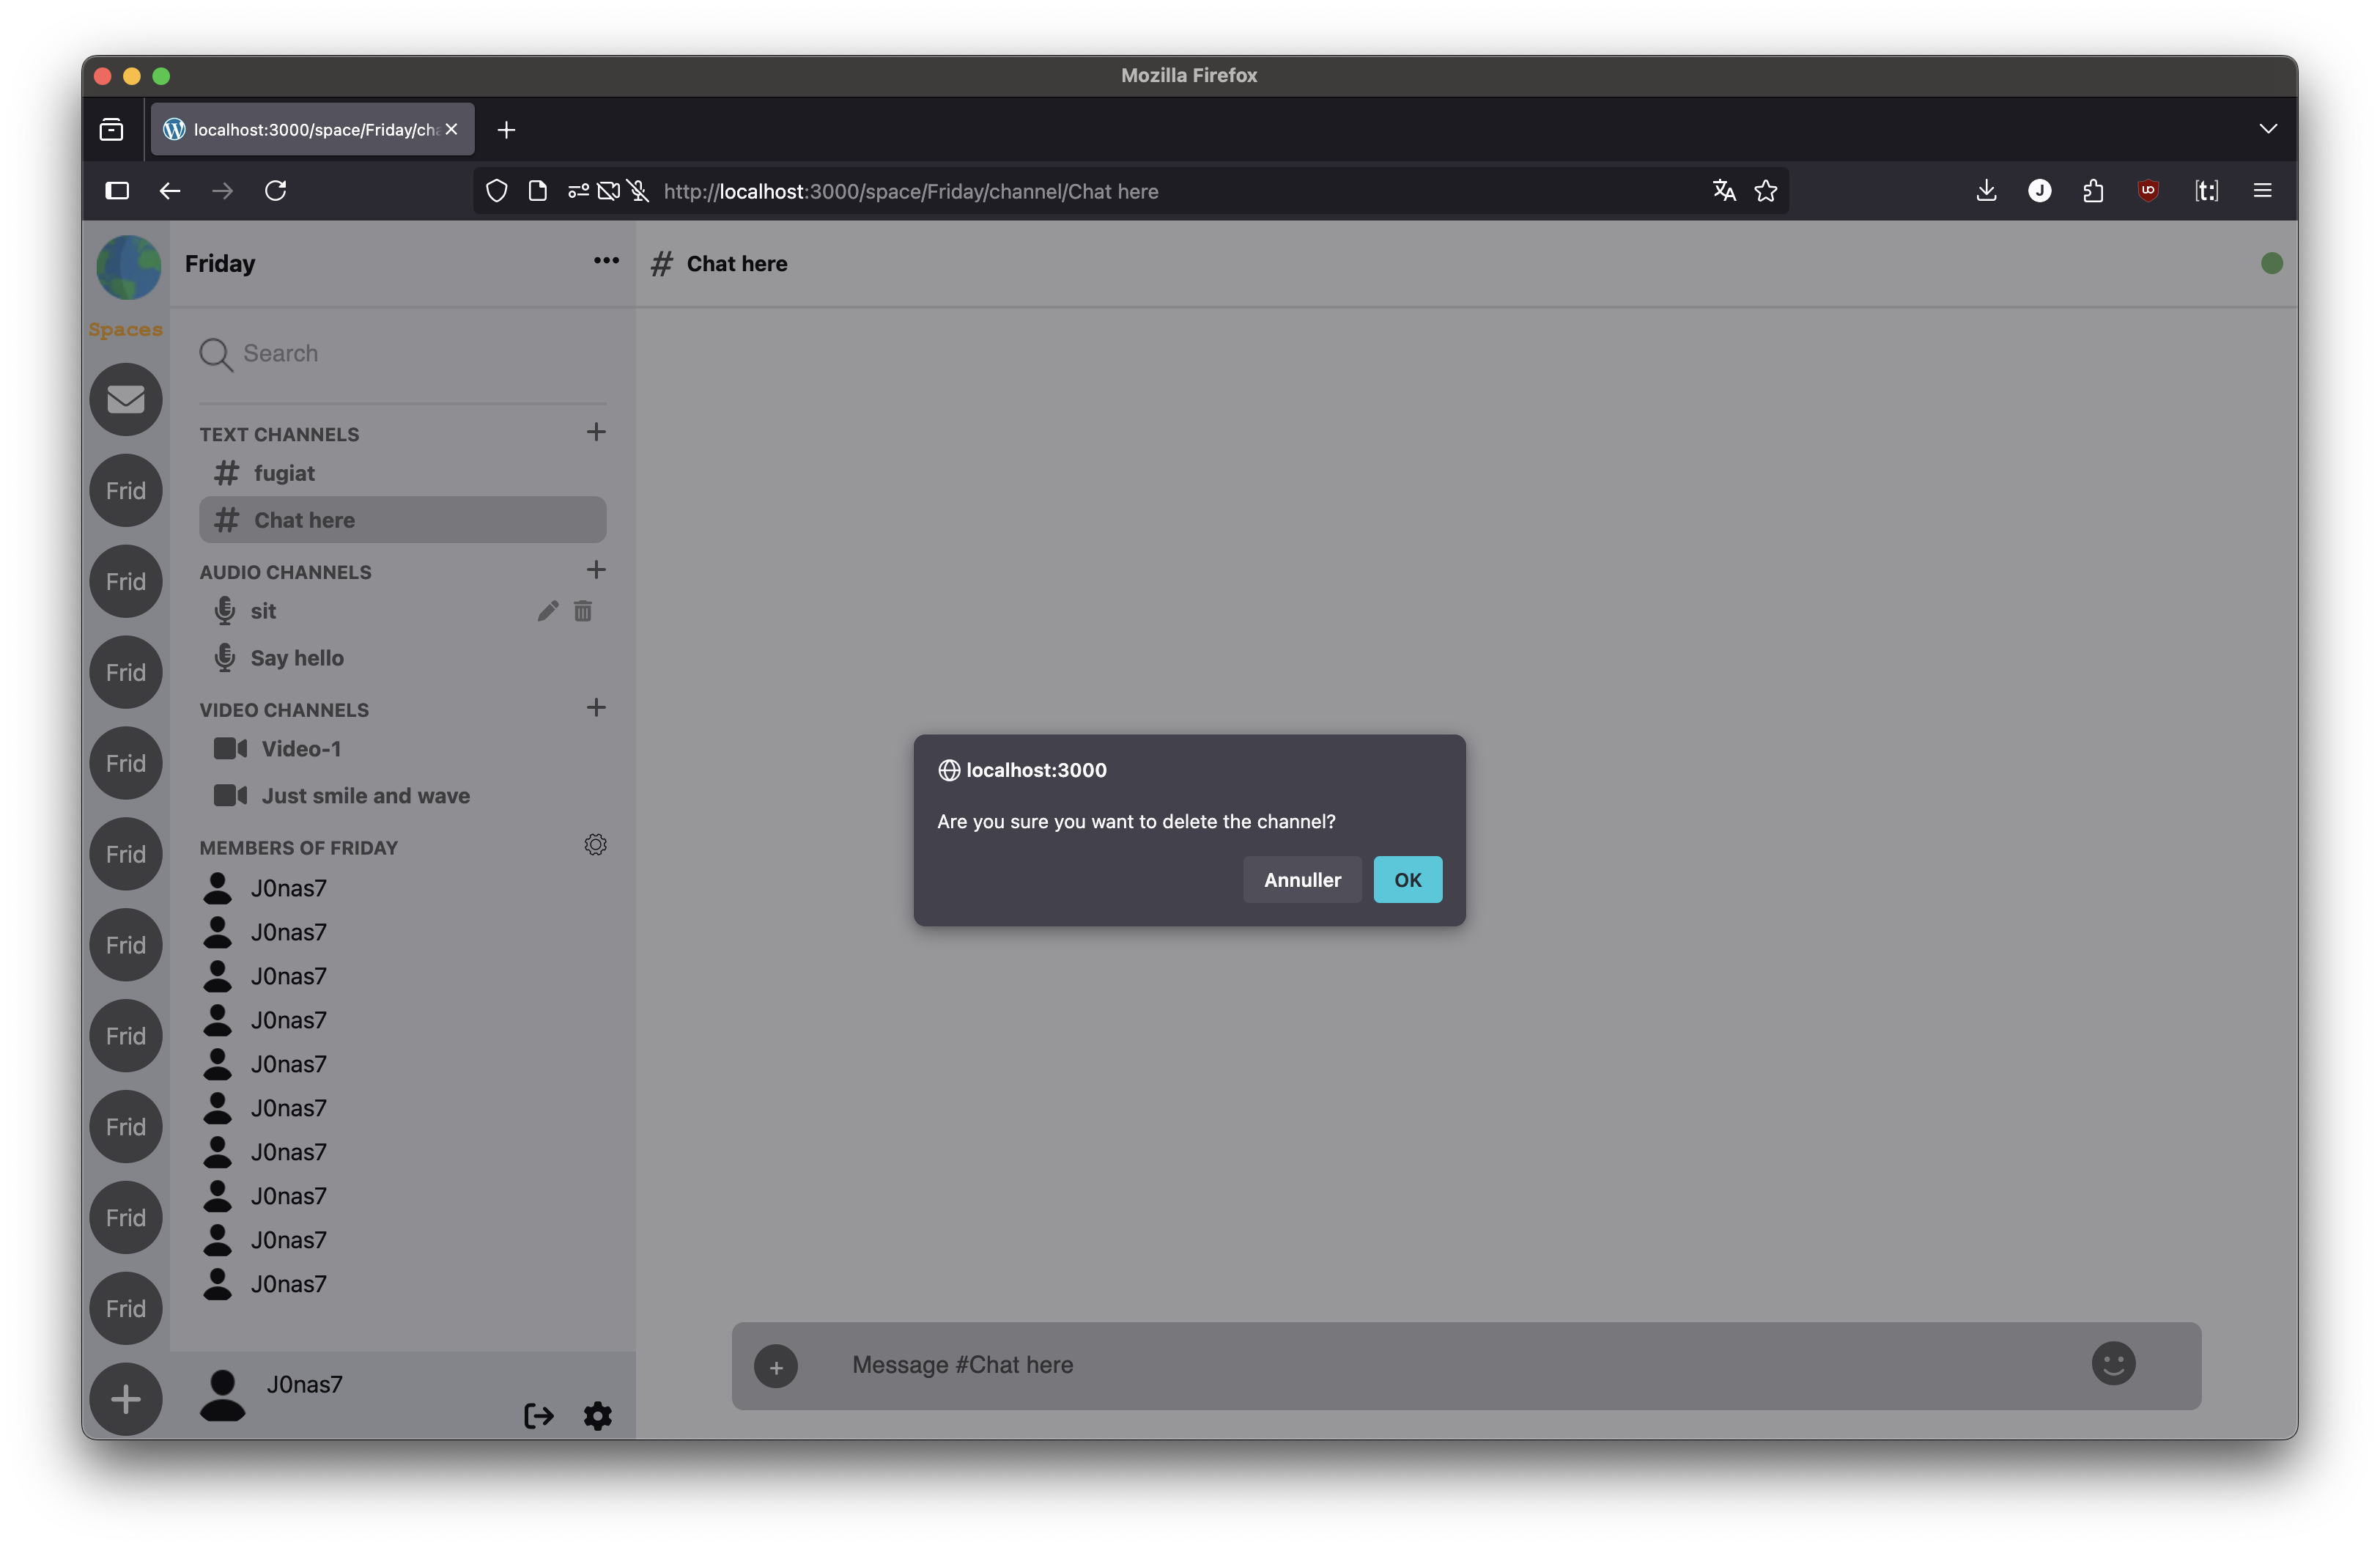 Mozilla Firefox
localhost:3000/space/Friday/cha
http://localhost:3000/space/Friday/channel/Chat here
J
UD
[t:]
Friday
# Chat here
Spaces
Search
TEXT CHANNELS
# fugiat
# Chat here
AUDIO CHANNELS
sit
Say hello
VIDEO CHANNELS
Video-1
Just smile and wave
MEMBERS OF FRIDAY
J0nas7
J0nas7
J0nas7
J0nas7
J0nas7
J0nas7
J0nas7
J0nas7
J0nas7
J0nas7
J0nas7
Frid
Frid
Frid
Frid
Frid
Frid
Frid
Frid
Frid
Frid
localhost:3000
Are you sure you want to delete the channel?
Annuller
OK
Message #Chat here